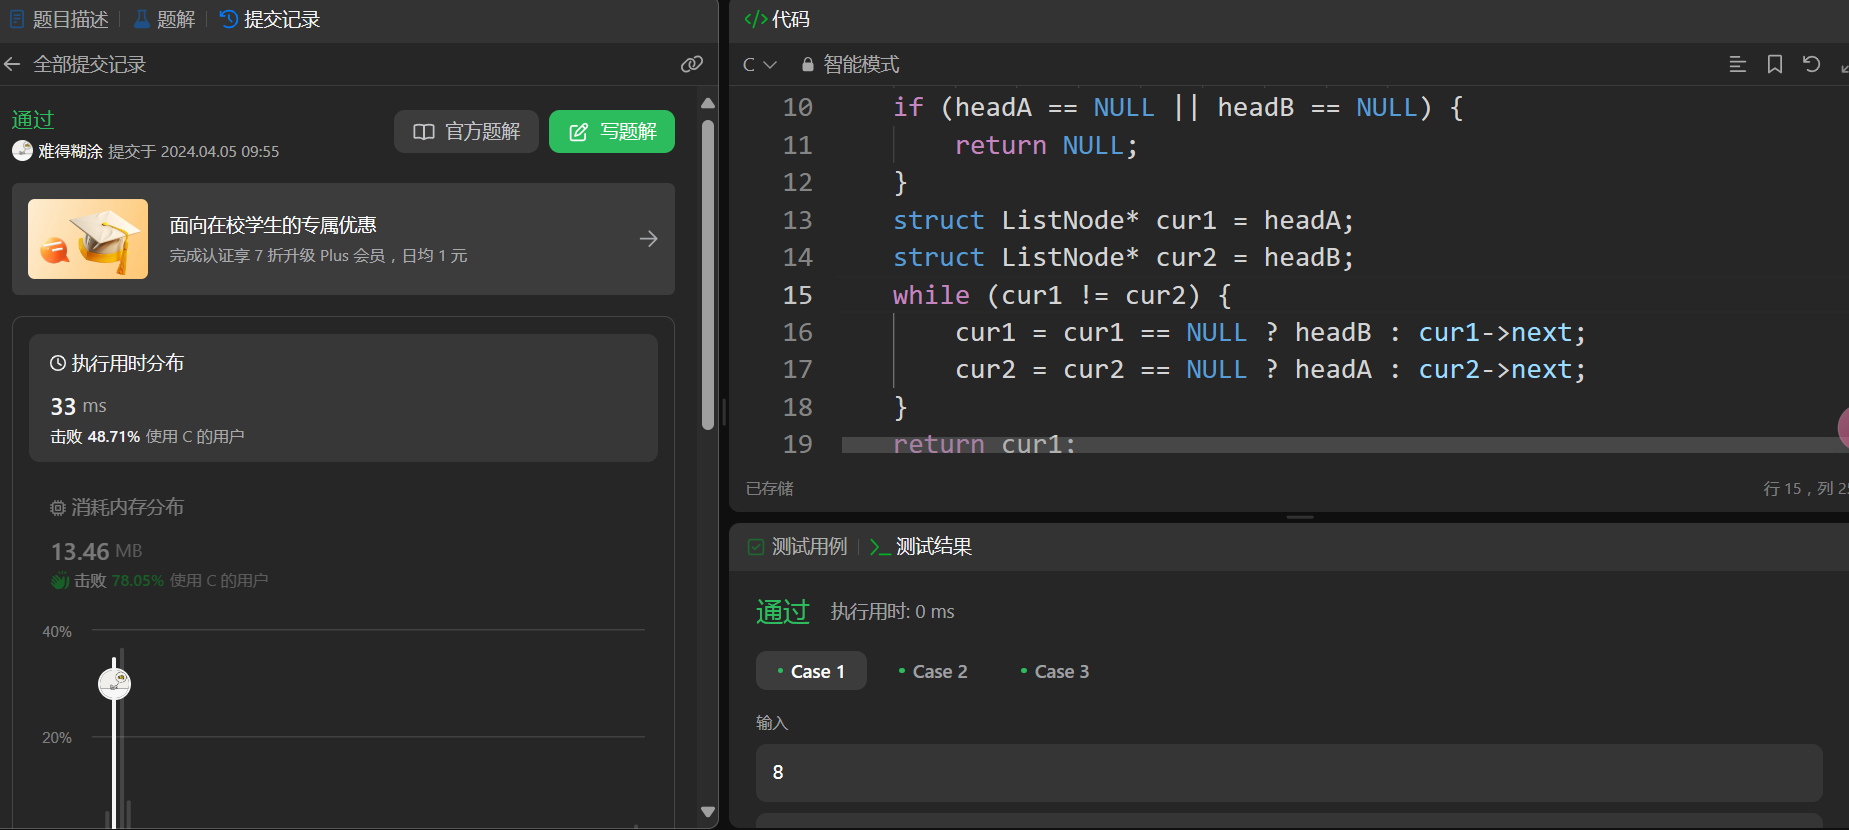 题目描述 题解 提交记录
全部提交记录
通过
难得糊涂 提交于 2024.04.05 09:55
官方题解 写题解
面向在校学生的专属优惠
完成认证享 7 折升级 Plus 会员，日均 1 元
执行用时分布
33 ms
击败 48.71% 使用 C 的用户
消耗内存分布
13.46 MB
击败 78.05% 使用 C 的用户
40%
20%
</> 代码
C 智能模式
10 if (headA == NULL || headB == NULL) {
11 return NULL;
12 }
13 struct ListNode* cur1 = headA;
14 struct ListNode* cur2 = headB;
15 while (cur1 != cur2) {
16 cur1 = cur1 == NULL ? headB : cur1->next;
17 cur2 = cur2 == NULL ? headA : cur2->next;
18 }
19 return cur1;
已存储 行 15，列 25
测试用例 >_ 测试结果
通过 执行用时: 0 ms
Case 1 Case 2 Case 3
输入
8